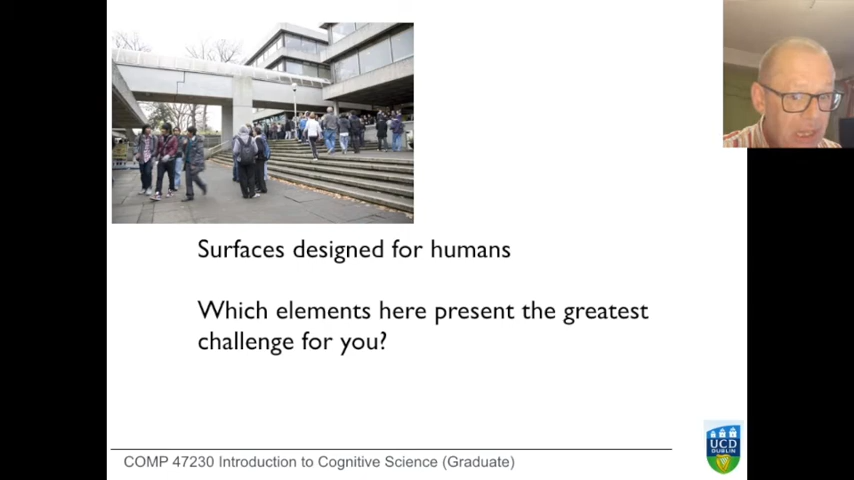 Surfaces designed for humans
Which elements here present the greatest
challenge for you?
COMP 47230 Introduction to Cognitive Science (Graduate)
UCD
DUBLIN